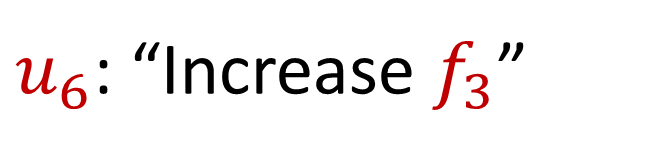 u₆: “Increase f₃”